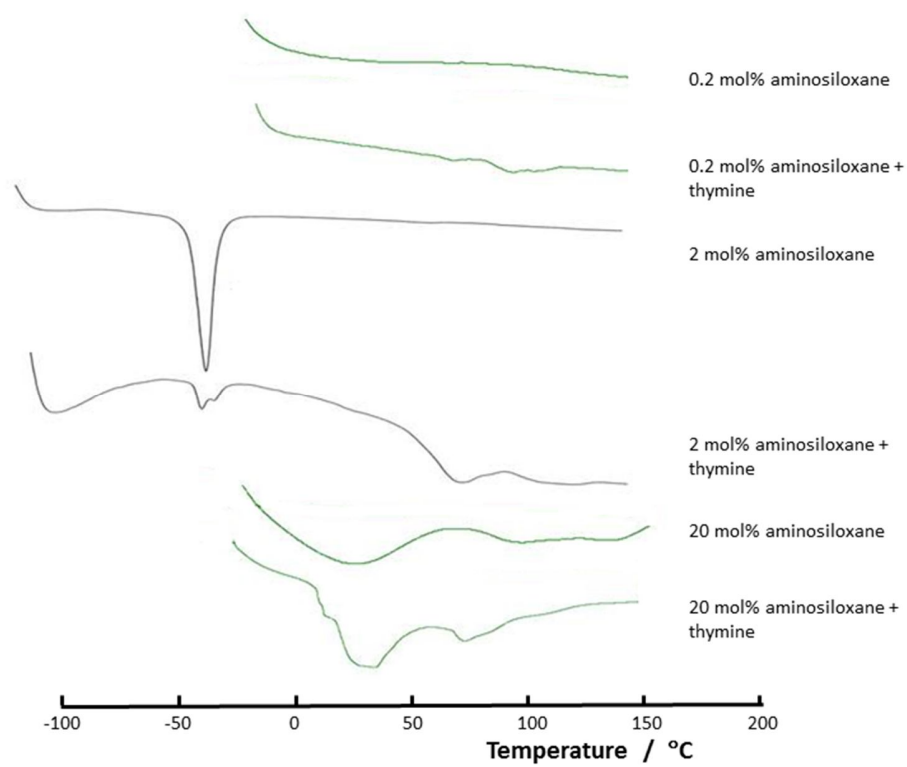 0.2 mol% aminosiloxane
0.2 mol% aminosiloxane +
thymine
2 mol% aminosiloxane
2 mol% aminosiloxane +
thymine
20 mol% aminosiloxane
20 mol% aminosiloxane +
thymine
-100 -50 0 50 100 150 200
Temperature / °C